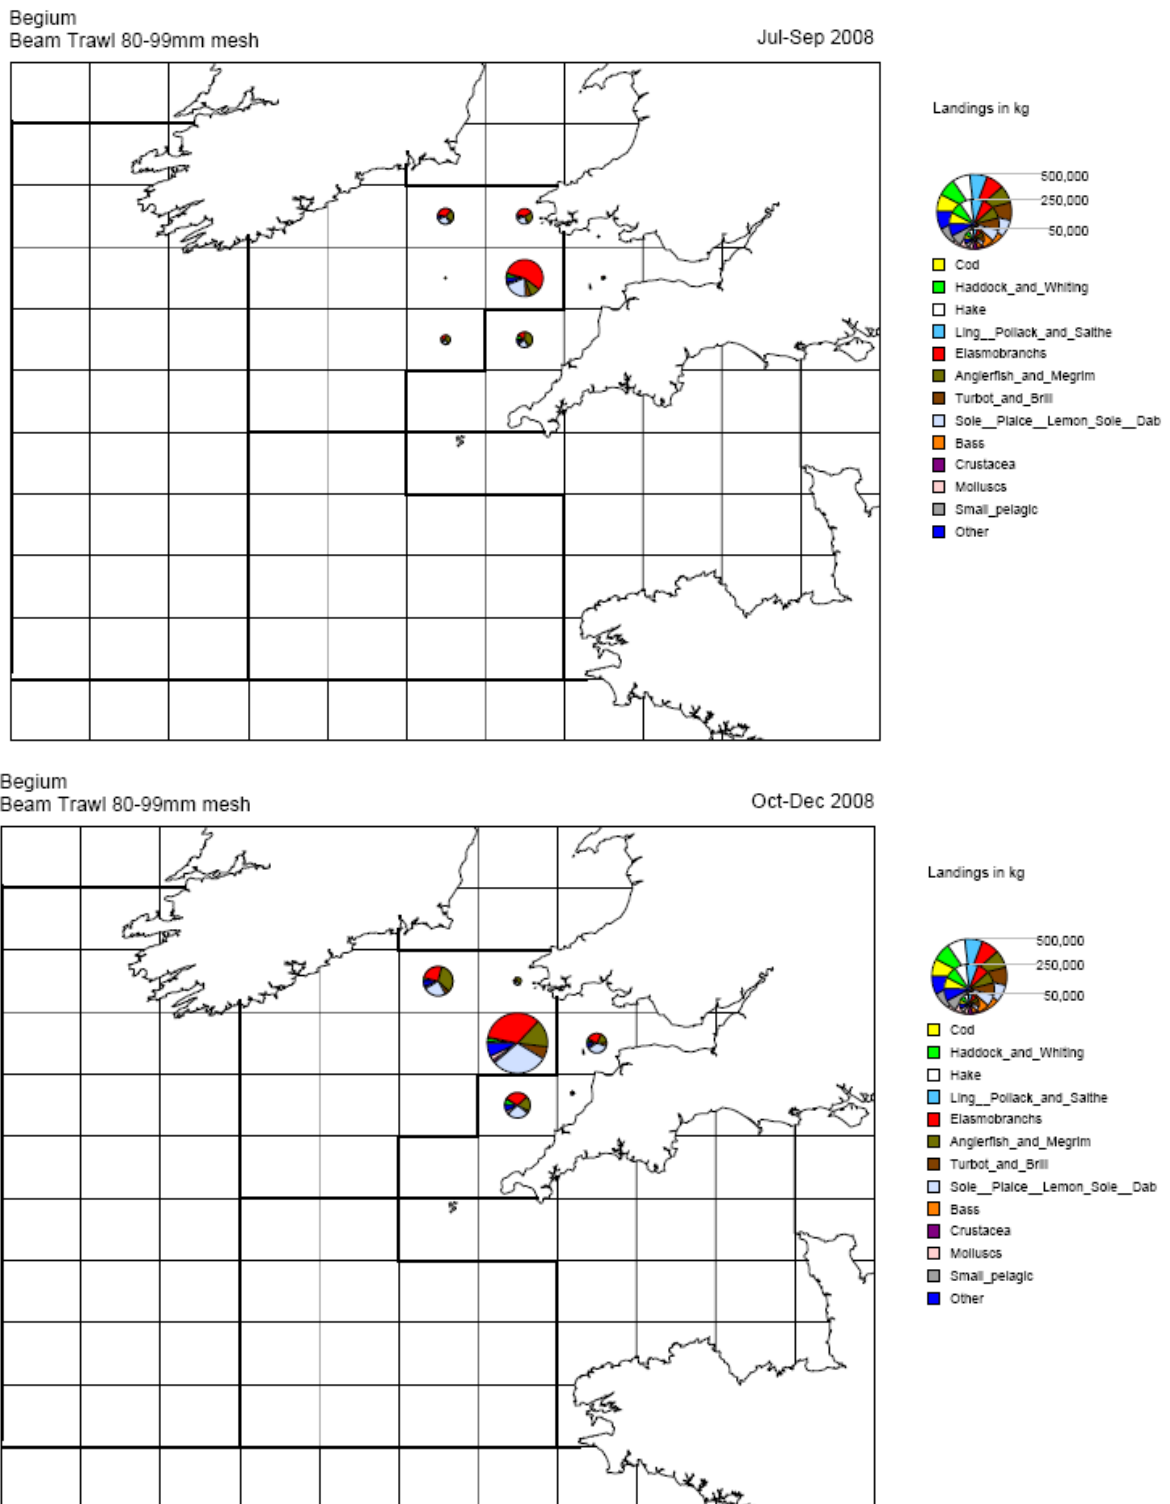 Begium
Beam Trawl 80-99mm mesh
Jul-Sep 2008
Landings in kg
500,000
250,000
50,000
Cod
Haddock_and_Whiting
Hake
Ling__Pollack_and_Saithe
Elasmobranchs
Anglerfish_and_Megrim
Turbot_and_Brill
Sole__Plaice__Lemon_Sole__Dab
Bass
Crustacea
Molluscs
Small_pelagic
Other
Begium
Beam Trawl 80-99mm mesh
Oct-Dec 2008
Landings in kg
500,000
250,000
50,000
Cod
Haddock_and_Whiting
Hake
Ling__Pollack_and_Saithe
Elasmobranchs
Anglerfish_and_Megrim
Turbot_and_Brill
Sole__Plaice__Lemon_Sole__Dab
Bass
Crustacea
Molluscs
Small_pelagic
Other